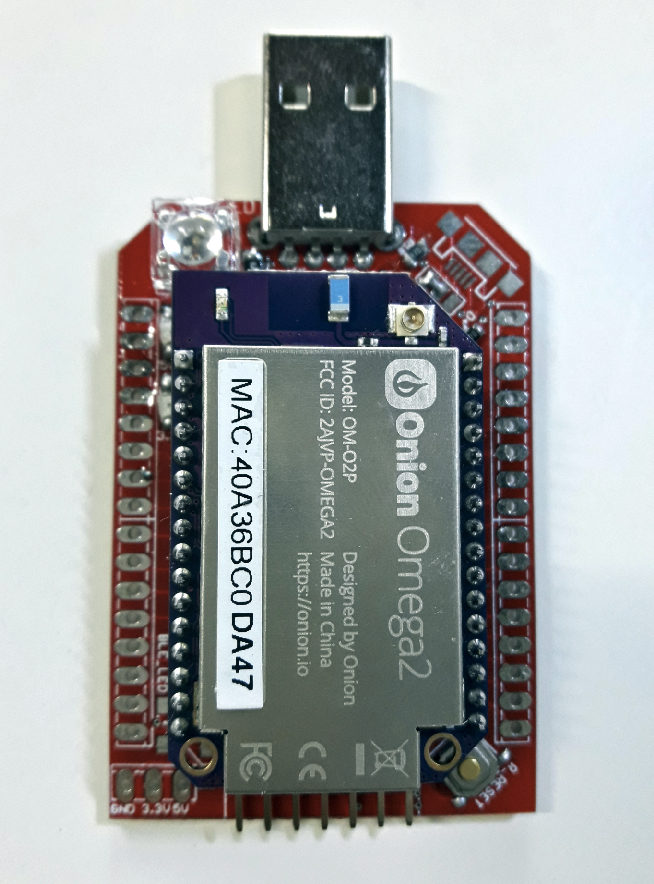 Onion Omega2
Model: OM-O2P
FCC ID: 2AJVP-OMEGA2
Designed by Onion
Made in China
https://onion.io
MAC:40A36BC0DA47
FC CE
GND 3.3V 5V